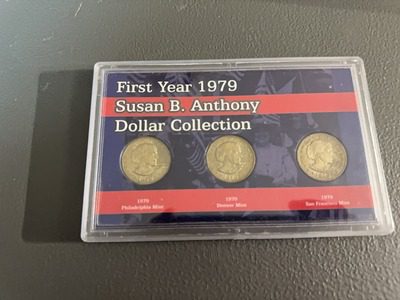 First Year 1979
Susan B. Anthony
Dollar Collection
1979
Philadelphia Mint
1979
Denver Mint
1979
San Francisco Mint